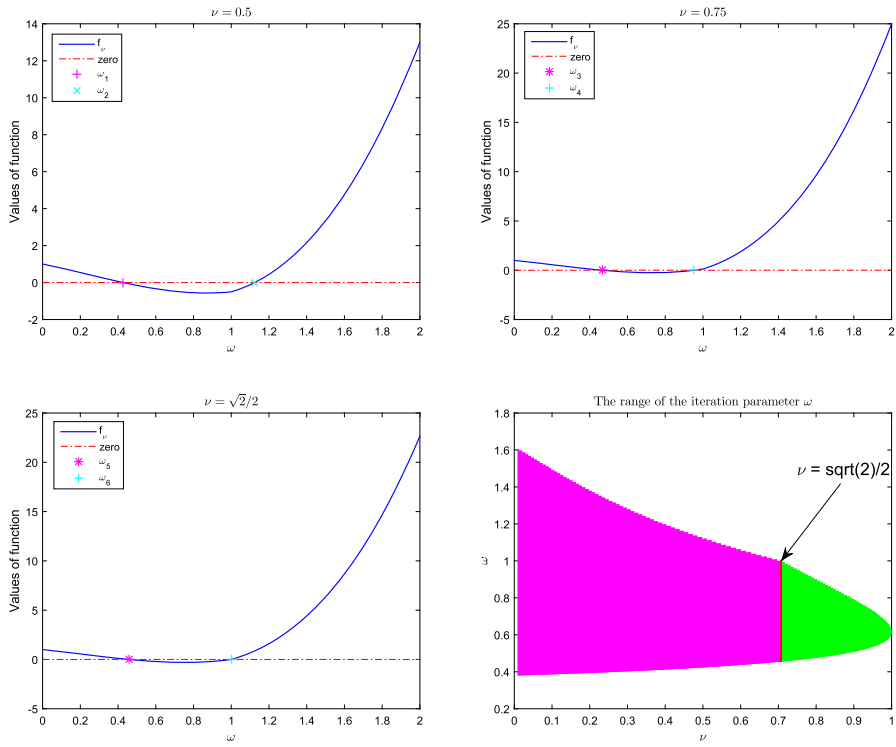 ν = 0.5
14
12
10
8
6
4
2
0
-2
Values of function
f_ν
zero
ω_1
ω_2
0 0.2 0.4 0.6 0.8 1 1.2 1.4 1.6 1.8 2
ω
ν = 0.75
25
20
15
10
5
0
-5
Values of function
f_ν
zero
ω_3
ω_4
0 0.2 0.4 0.6 0.8 1 1.2 1.4 1.6 1.8 2
ω
ν = √2/2
25
20
15
10
5
0
-5
Values of function
f_ν
zero
ω_5
ω_6
0 0.2 0.4 0.6 0.8 1 1.2 1.4 1.6 1.8 2
ω
The range of the iteration parameter ω
1.8
1.6
1.4
1.2
1
0.8
0.6
0.4
0.2
ω
ν = sqrt(2)/2
0 0.1 0.2 0.3 0.4 0.5 0.6 0.7 0.8 0.9 1
ν